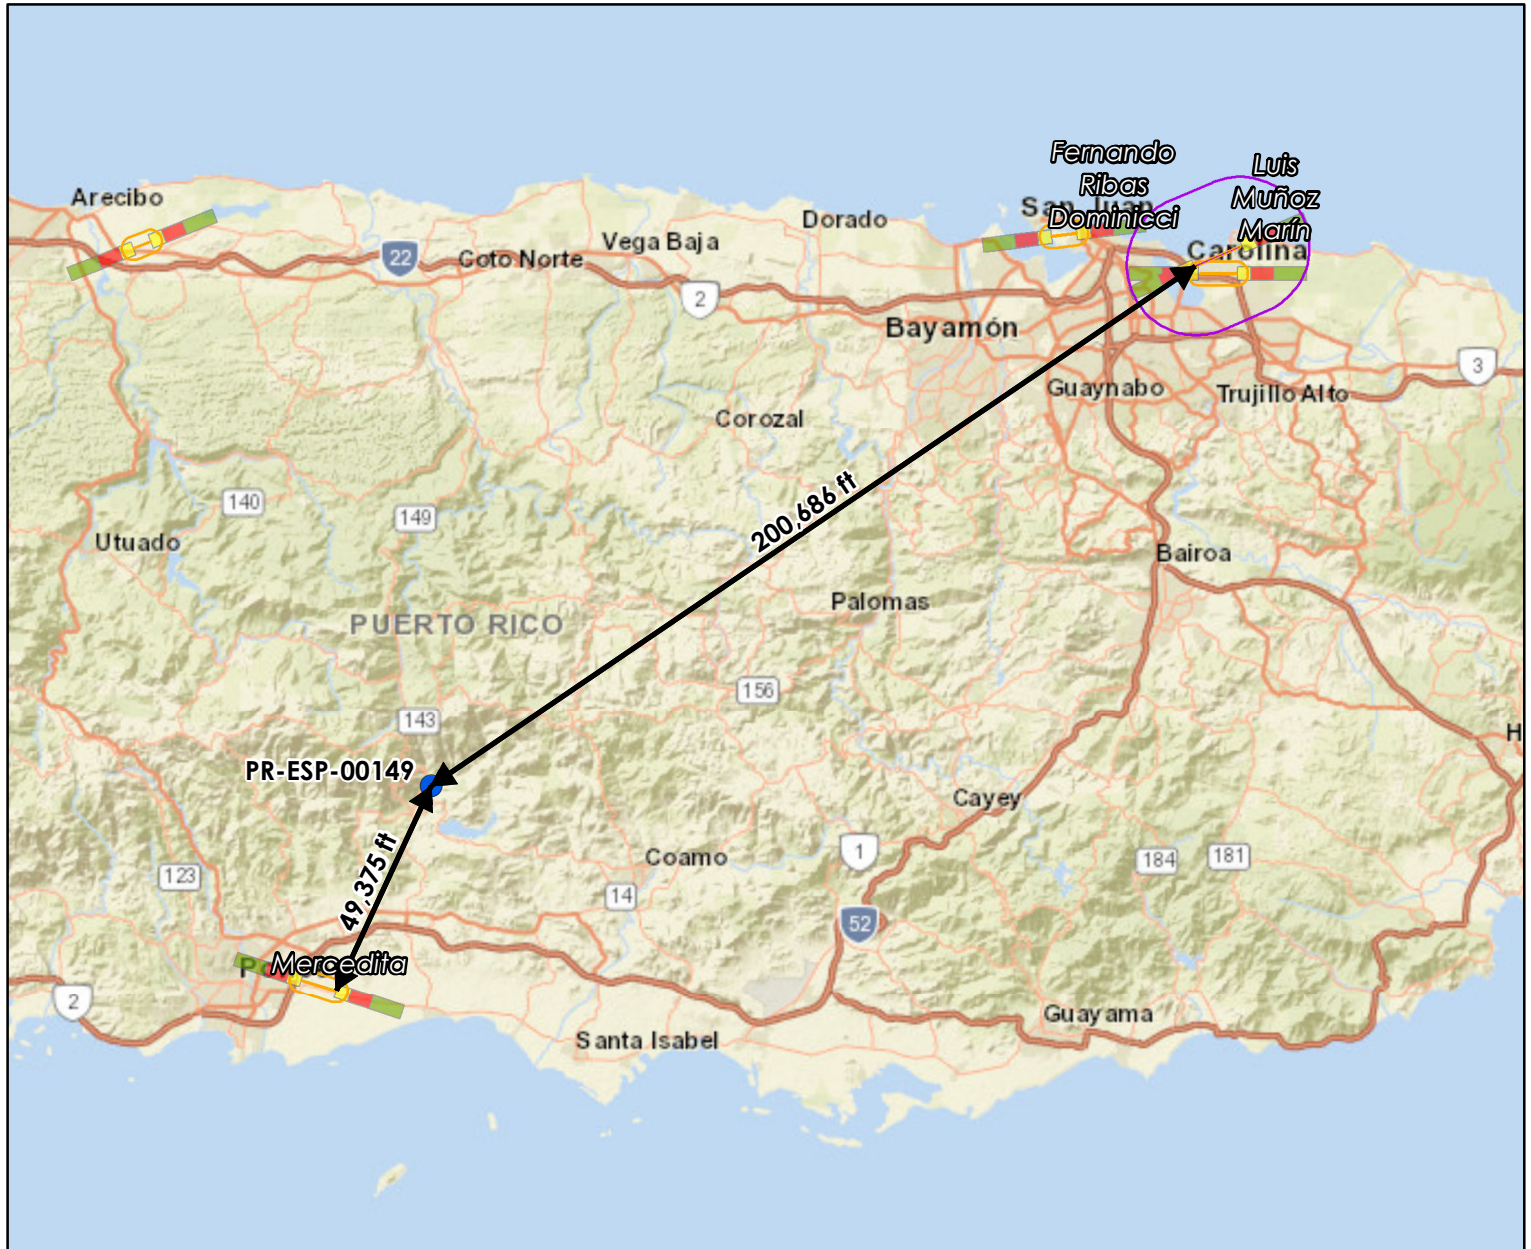 Fernando
Ribas
Dominicci
Luis
Muñoz
Marín
San Juan
Arecibo
Dorado
Carolina
Vega Baja
22
Coto Norte
2
Bayamón
3
Guaynabo
Trujillo Alto
Corozal
200,686 ft
140
149
Utuado
Bairoa
Palomas
PUERTO RICO
156
143
PR-ESP-00149
Cayey
49,375 ft
Coamo
1
184
181
123
14
52
Mercedita
2
Guayama
Santa Isabel